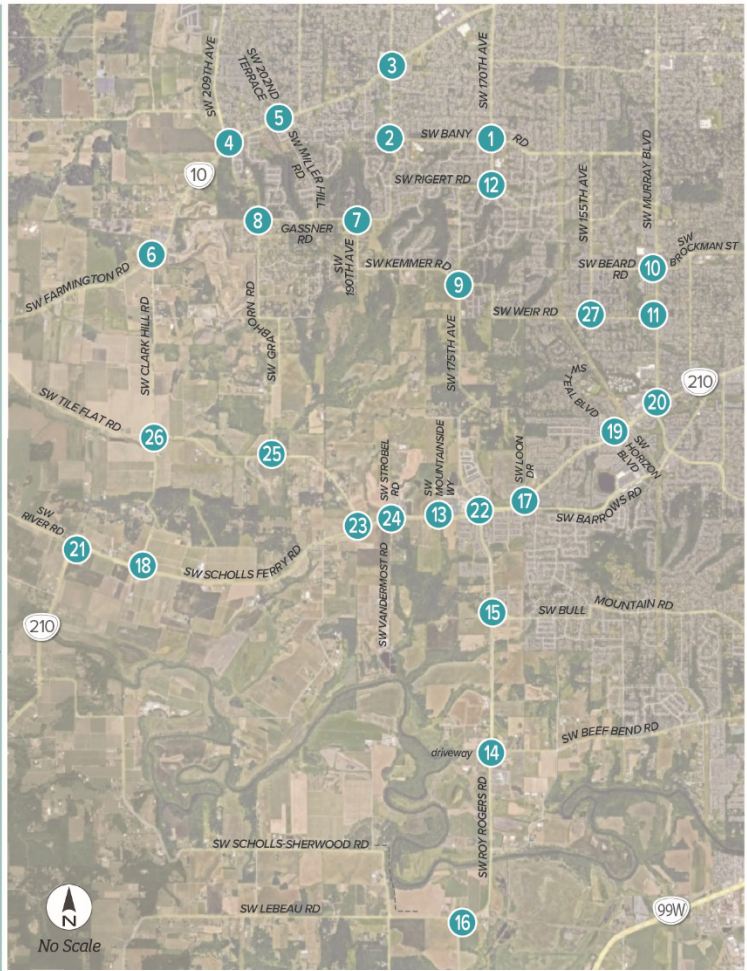 SW 209TH AVE
SW 202ND
TERRACE
3
SW 170TH AVE
5
4
2
SW BANY
1
RD
SW MURRAY BLVD
10
SW MILLER HILL
RD
SW RIGERT RD
12
SW 155TH AVE
8
GASSNER
RD
7
SW
190TH AVE
6
SW FARMINGTON RD
SW KEMMER RD
9
SW BEARD
RD
10
SW
BROCKMAN ST
SW CLARK HILL RD
SW GRABHORN RD
SW 175TH AVE
SW WEIR RD
27
11
SW
TEAL BLVD
210
20
SW TILE FLAT RD
26
25
19
SW
HORIZON
BLVD
SW STROBEL
RD
SW
MOUNTAINSIDE
WY
SW LOON
DR
23
24
13
22
17
SW BARROWS RD
SW
RIVER RD
21
18
SW SCHOLLS FERRY RD
SW VANDERMOST RD
210
15
SW BULL
MOUNTAIN RD
driveway
14
SW BEEF BEND RD
SW ROY ROGERS RD
SW SCHOLLS-SHERWOOD RD
N
No Scale
SW LEBEAU RD
16
99W